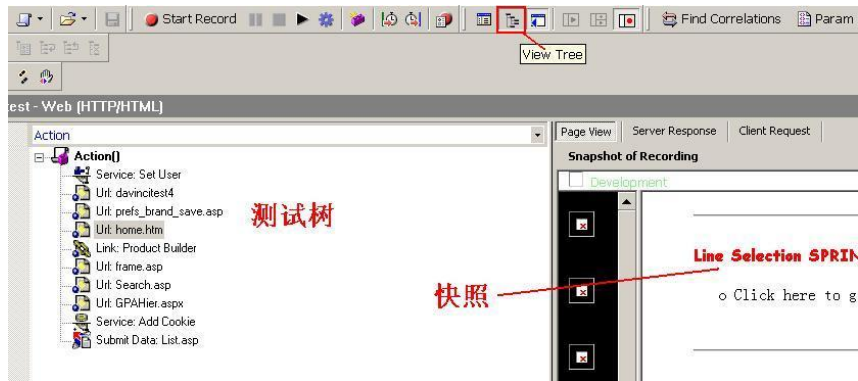 Start Record
Find Correlations
Param
View Tree
test - Web (HTTP/HTML)
Action
Page View
Server Response
Client Request
Action()
Snapshot of Recording
Service: Set User
Development
Url: davincitest4
Url: prefs_brand_save.asp
测试树
Url: home.htm
Link: Product Builder
Line Selection SPRIN
Url: frame.asp
Url: Search.asp
快照
o Click here to g
Url: GPAHier.aspx
Service: Add Cookie
Submit Data: List.asp